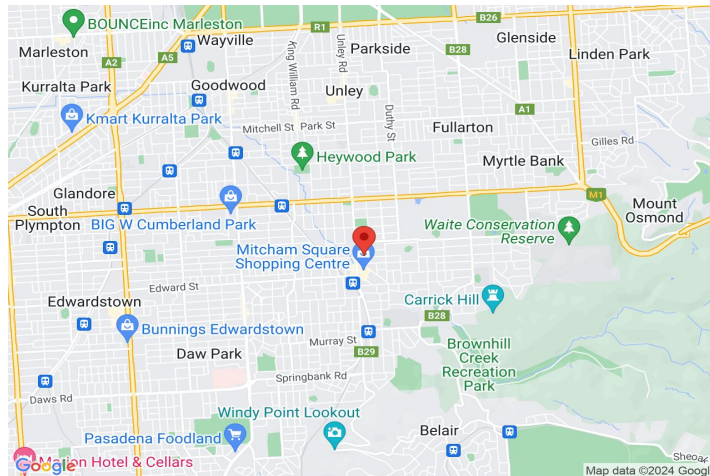 BOUNCEinc Marleston
R1
B26
Marleston
Wayville
Parkside
Glenside
A2
A5
King William Rd
Unley Rd
B28
Linden Park
Kurralta Park
Goodwood
Unley
Kmart Kurralta Park
Duthy St
A1
Mitchell St
Park St
Fullarton
Gilles Rd
Heywood Park
Myrtle Bank
Glandore
M1
Mount
Osmond
South
Plympton
BIG W Cumberland Park
Waite Conservation
Reserve
Mitcham Square
Shopping Centre
Edward St
Carrick Hill
Edwardstown
B28
Bunnings Edwardstown
Murray St
Brownhill
Creek
Recreation
Park
Daw Park
B29
Springbank Rd
Daws Rd
Windy Point Lookout
Belair
Pasadena Foodland
Sheoak
Marion Hotel & Cellars
Google
Map data ©2024 Googl